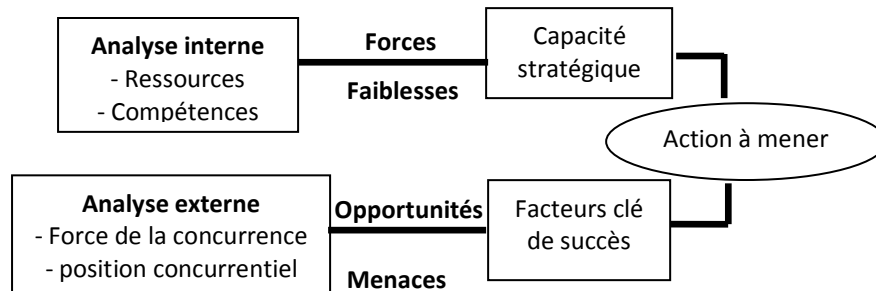 Analyse interne
- Ressources
- Compétences
Forces
Faiblesses
Capacité
stratégique
Action à mener
Analyse externe
- Force de la concurrence
- position concurrentiel
Opportunités
Menaces
Facteurs clé
de succès